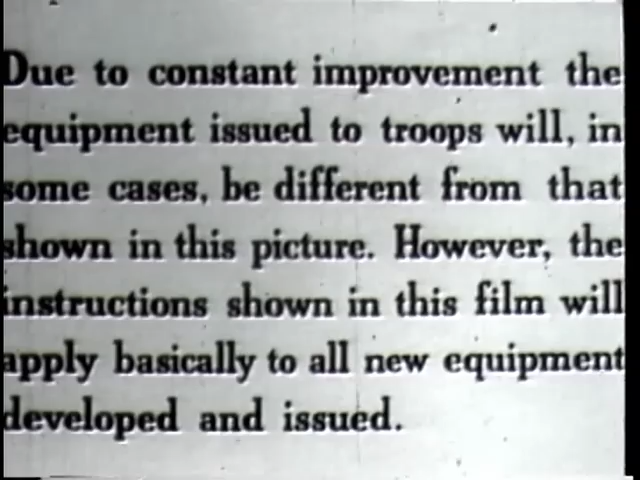 Due to constant improvement the
equipment issued to troops will, in
some cases, be different from that
shown in this picture. However, the
instructions shown in this film will
apply basically to all new equipment
developed and issued.